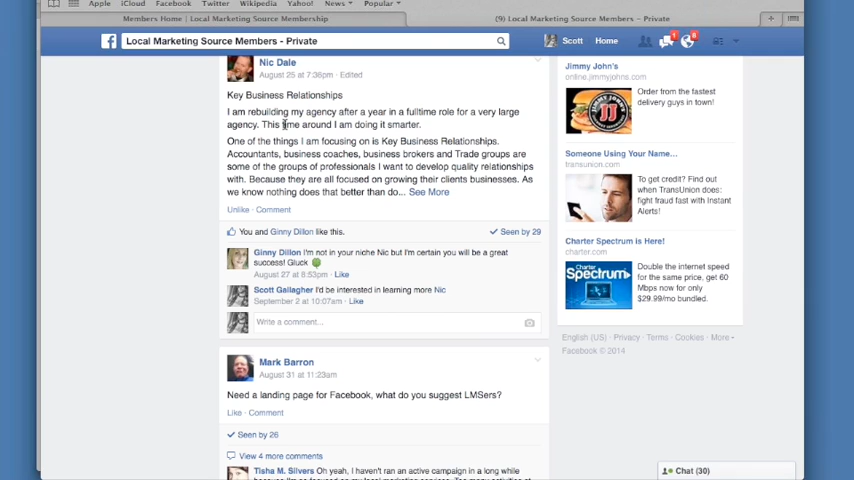 Apple iCloud Facebook Twitter Wikipedia Yahoo! News Popular
Members Home | Local Marketing Source Membership
(9) Local Marketing Source Members – Private
Local Marketing Source Members - Private
Scott Home 1 8
Nic Dale
August 25 at 7:36pm · Edited
Key Business Relationships
I am rebuilding my agency after a year in a fulltime role for a very large
agency. This time around I am doing it smarter.
One of the things I am focusing on is Key Business Relationships.
Accountants, business coaches, business brokers and Trade groups are
some of the groups of professionals I want to develop quality relationships
with. Because they are all focused on growing their clients businesses. As
we know nothing does that better than do... See More
Unlike · Comment
You and Ginny Dillon like this.
Seen by 29
Ginny Dillon I'm not in your niche Nic but I'm certain you will be a great
success! Gluck
August 27 at 8:53pm · Like
Scott Gallagher I'd be interested in learning more Nic
September 2 at 10:07am · Like
Write a comment...
Mark Barron
August 31 at 11:23am
Need a landing page for Facebook, what do you suggest LMSers?
Like · Comment
Seen by 26
View 4 more comments
Tisha M. Silvers Oh yeah, I haven't ran an active campaign in a long while
Jimmy John's
online.jimmyjohns.com
Order from the fastest
delivery guys in town!
Someone Using Your Name...
transunion.com
To get credit? Find out
when TransUnion does:
fight fraud fast with Instant
Alerts!
Charter Spectrum is Here!
charter.com
Charter
Spectrum
Double the internet speed
for the same price, get 60
Mbps now for only
$29.99/mo bundled.
English (US) · Privacy · Terms · Cookies · More
Facebook © 2014
Chat (30)